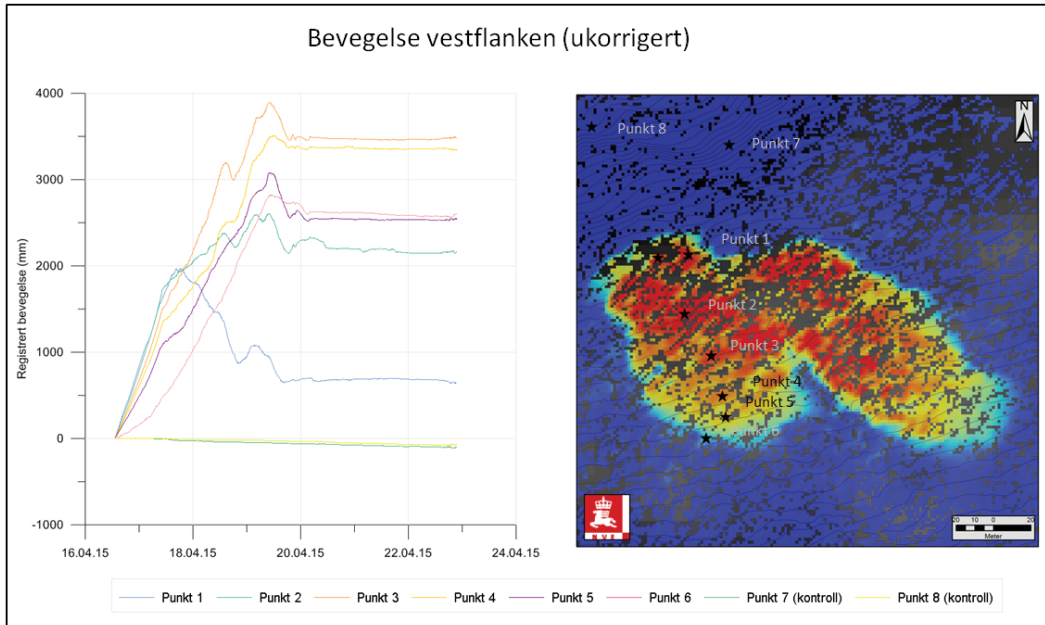 Bevegelse vestflanken (ukorrigert)
Registrert bevegelse (mm)
4000
3000
2000
1000
0
-1000
16.04.15 18.04.15 20.04.15 22.04.15 24.04.15
N
Punkt 8
Punkt 7
Punkt 1
Punkt 2
Punkt 3
Punkt 4
Punkt 5
Punkt 6
NVE
20 10 0 20
Meter
Punkt 1 Punkt 2 Punkt 3 Punkt 4 Punkt 5 Punkt 6 Punkt 7 (kontroll) Punkt 8 (kontroll)